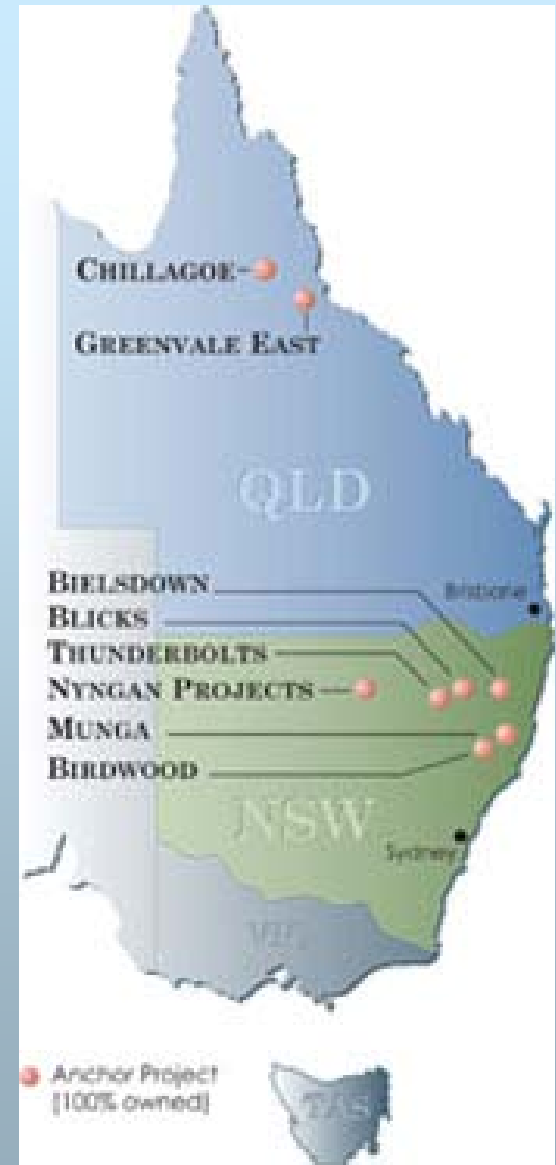 CHILLAGOE
GREENVALE EAST
QLD
BIELSDOWN
Brisbane
BLICKS
THUNDERBOLTS
NYNGAN PROJECTS
MUNGA
BIRDWOOD
NSW
Sydney
VIC
Anchor Project
[100% owned]
TAS